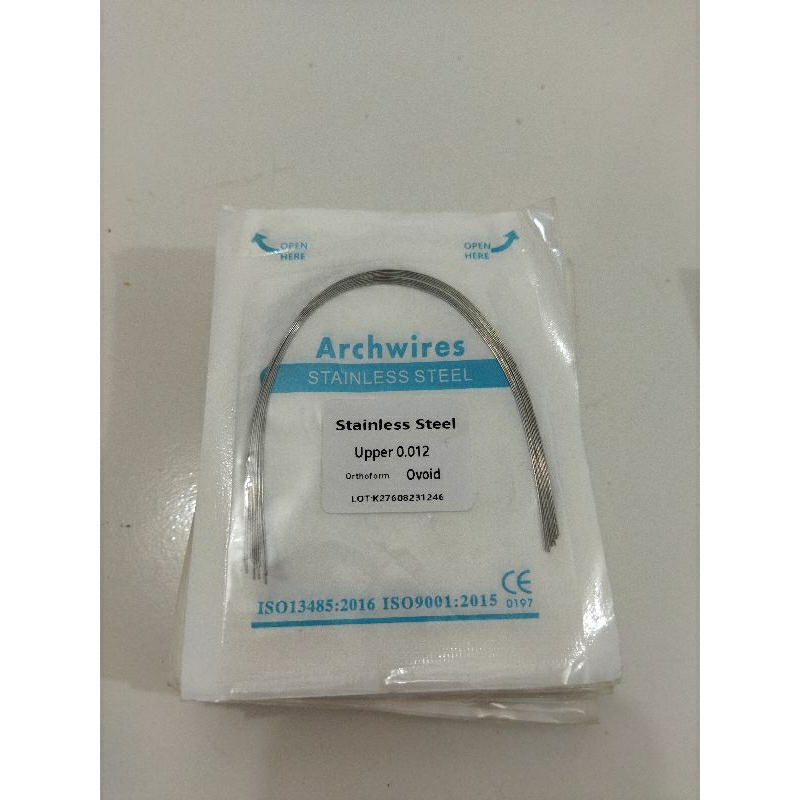 OPEN
HERE
OPEN
HERE
Archwires
STAINLESS STEEL
Stainless Steel
Upper 0.012
Orthoform Ovoid
LOT:K27608231246
ISO13485:2016 ISO9001:2015
CE
0197